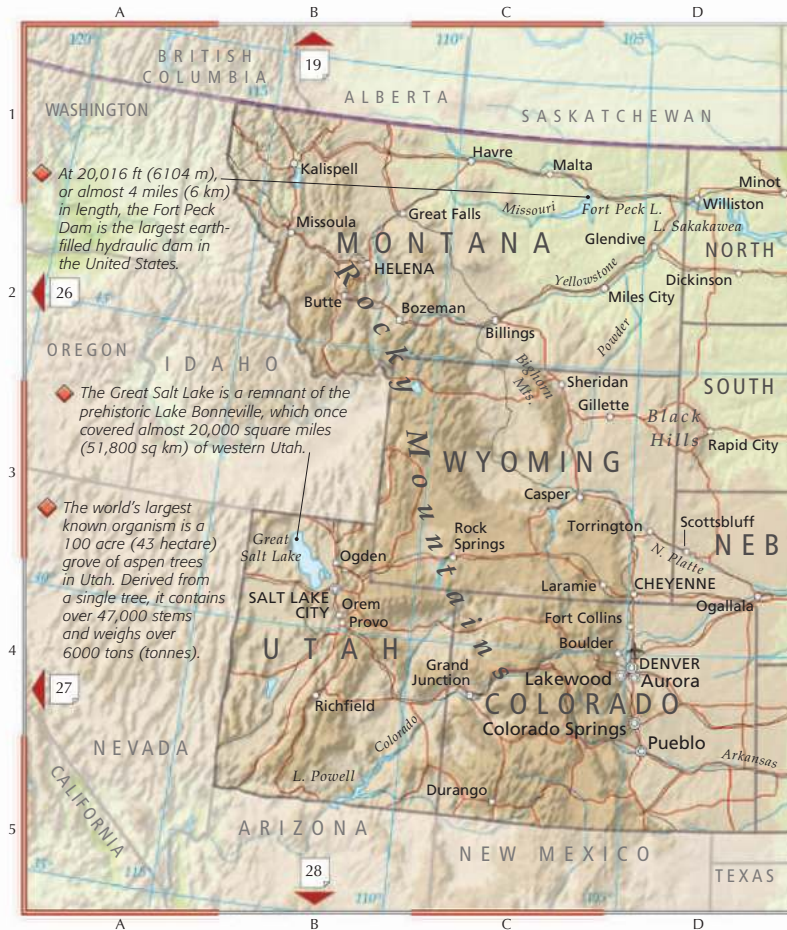 A
B
C
D
120°
110°
105°
BRITISH
COLUMBIA
19
115°
ALBERTA
SASKATCHEWAN
1
WASHINGTON
At 20,016 ft (6104 m),
or almost 4 miles (6 km)
in length, the Fort Peck
Dam is the largest earth-
filled hydraulic dam in
the United States.
Kalispell
Havre
Malta
Minot
Missouri
Fort Peck L.
Williston
L. Sakakawea
Missoula
Great Falls
MONTANA
Glendive
NORTH
HELENA
Yellowstone
Dickinson
2
26
45°
Butte
Bozeman
Miles City
Billings
Powder
OREGON
IDAHO
Rocky Mountains
Bighorn
Mts.
Sheridan
Gillette
SOUTH
Black
Hills
Rapid City
The Great Salt Lake is a remnant of the
prehistoric Lake Bonneville, which once
covered almost 20,000 square miles
(51,800 sq km) of western Utah.
3
WYOMING
Casper
The world's largest
known organism is a
100 acre (43 hectare)
grove of aspen trees
in Utah. Derived from
a single tree, it contains
over 47,000 stems
and weighs over
6000 tons (tonnes).
Great
Salt Lake
Ogden
Rock
Springs
Torrington
Scottsbluff
NEB
N. Platte
40°
SALT LAKE
CITY
Orem
Provo
Laramie
CHEYENNE
Ogallala
Fort Collins
4
UTAH
Boulder
DENVER
Grand
Junction
Lakewood
Aurora
27
Richfield
COLORADO
Colorado Springs
Colorado
Pueblo
NEVADA
Arkansas
CALIFORNIA
L. Powell
Durango
5
ARIZONA
NEW MEXICO
TEXAS
35°
115°
28
110°
105°
A
B
C
D